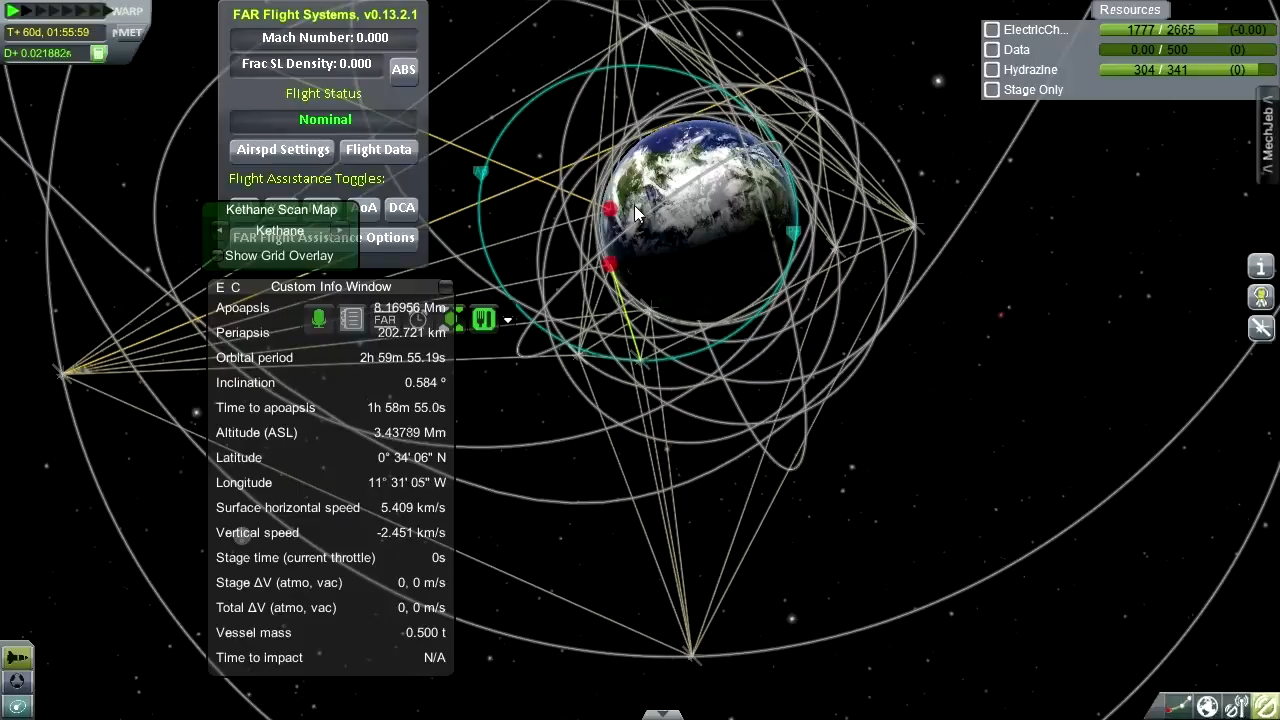 WARP
T+ 60d, 01:55:59
MET
D+ 0.021882s
FAR Flight Systems, v0.13.2.1
Mach Number: 0.000
Frac SL Density: 0.000
ABS
Flight Status
Nominal
Airspd Settings
Flight Data
Flight Assistance Toggles:
AoA
DCA
FAR Flight Assistance Options
Kethane Scan Map
Kethane
Show Grid Overlay
E C Custom Info Window
FAR
Apoapsis 8.16956 Mm
Periapsis 202.721 km
Orbital period 2h 59m 55.19s
Inclination 0.584 º
Time to apoapsis 1h 58m 55.0s
Altitude (ASL) 3.43789 Mm
Latitude 0° 34' 06" N
Longitude 11° 31' 05" W
Surface horizontal speed 5.409 km/s
Vertical speed -2.451 km/s
Stage time (current throttle) 0s
Stage ΔV (atmo, vac) 0, 0 m/s
Total ΔV (atmo, vac) 0, 0 m/s
Vessel mass 0.500 t
Time to impact N/A
Resources
ElectricCh... 1777 / 2665 (-0.00)
Data 0.00 / 500 (0)
Hydrazine 304 / 341 (0)
Stage Only
/\ MechJeb /\